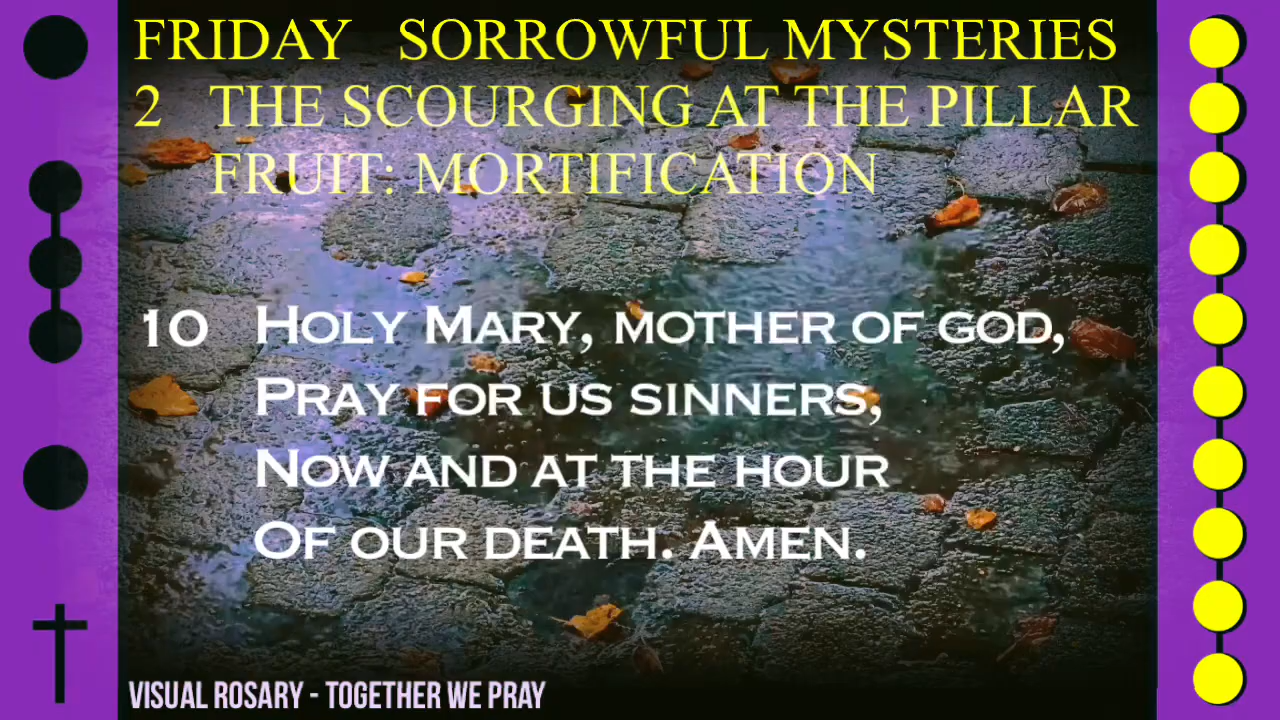 FRIDAY SORROWFUL MYSTERIES
2 THE SCOURGING AT THE PILLAR
FRUIT: MORTIFICATION
10 HOLY MARY, MOTHER OF GOD,
PRAY FOR US SINNERS,
NOW AND AT THE HOUR
OF OUR DEATH. AMEN.
VISUAL ROSARY - TOGETHER WE PRAY